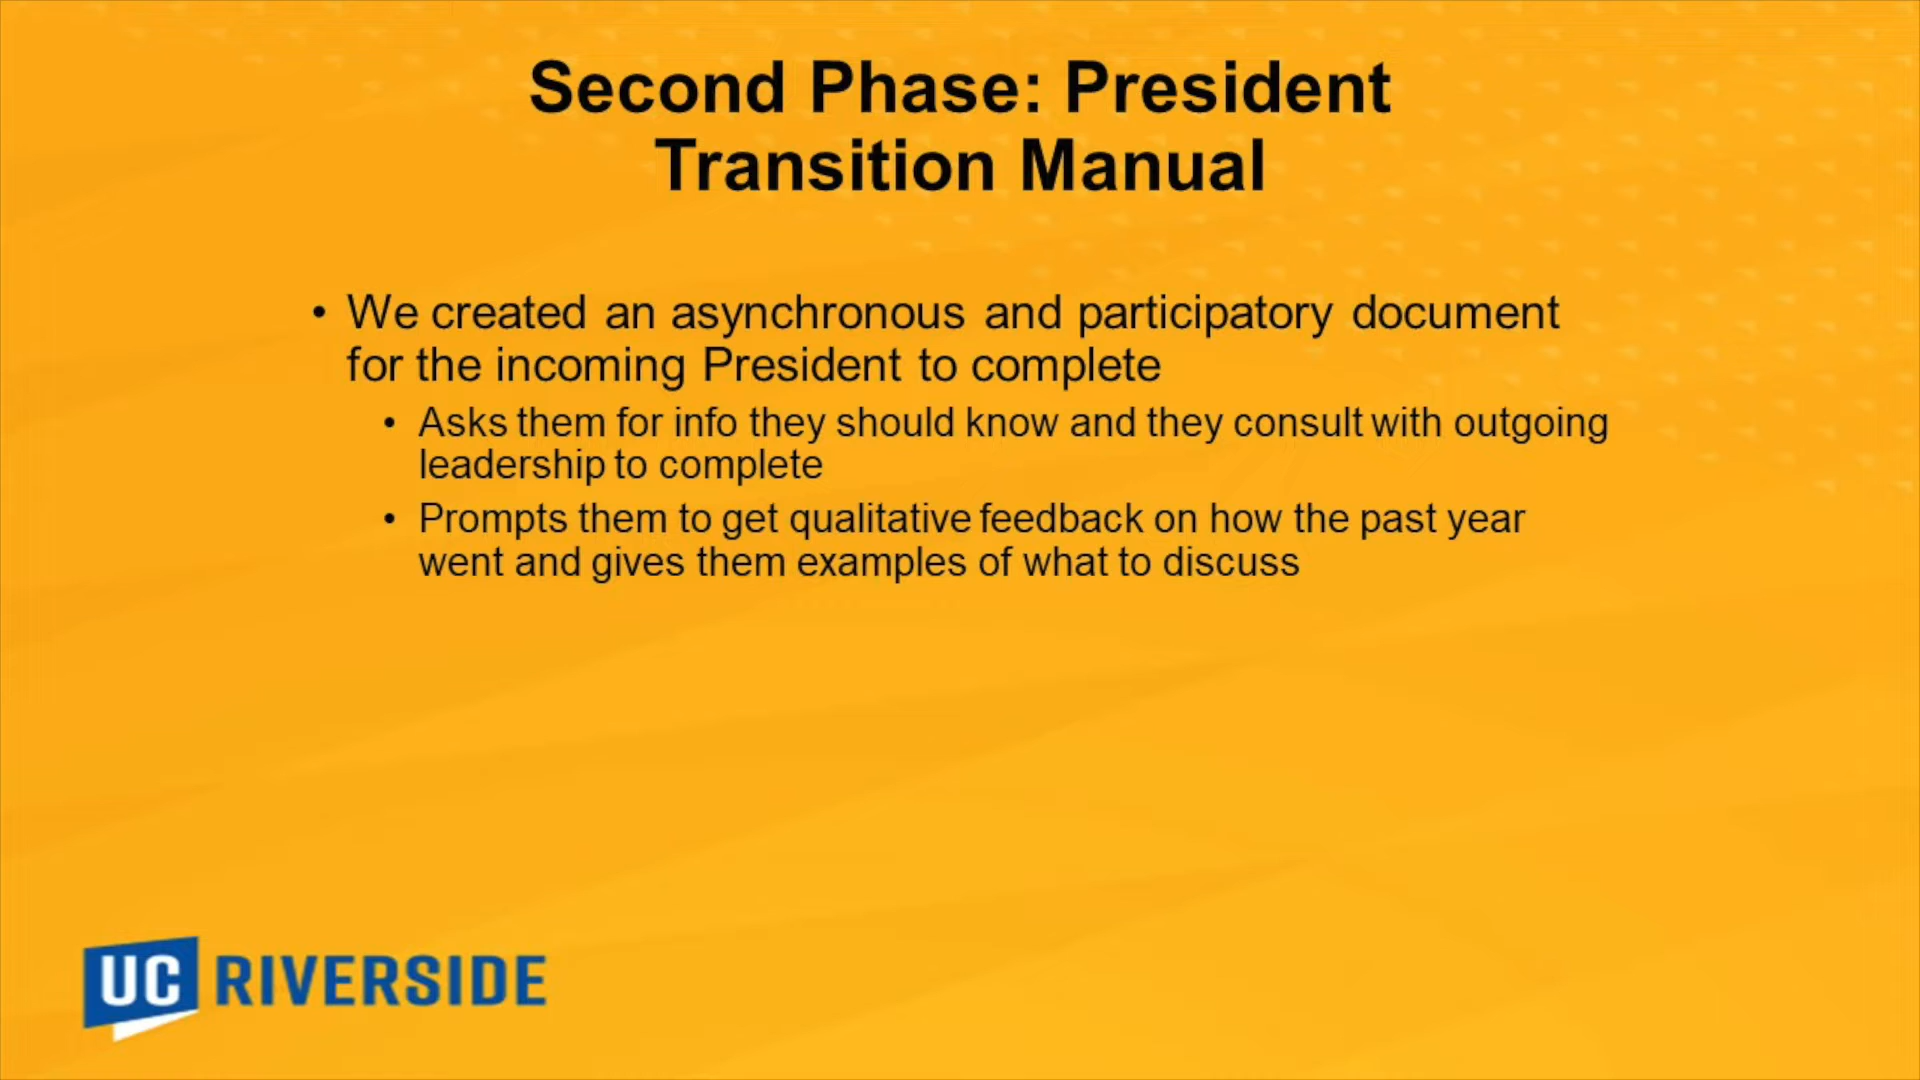 Second Phase: President
Transition Manual
• We created an asynchronous and participatory document
for the incoming President to complete
• Asks them for info they should know and they consult with outgoing
leadership to complete
• Prompts them to get qualitative feedback on how the past year
went and gives them examples of what to discuss
UC RIVERSIDE